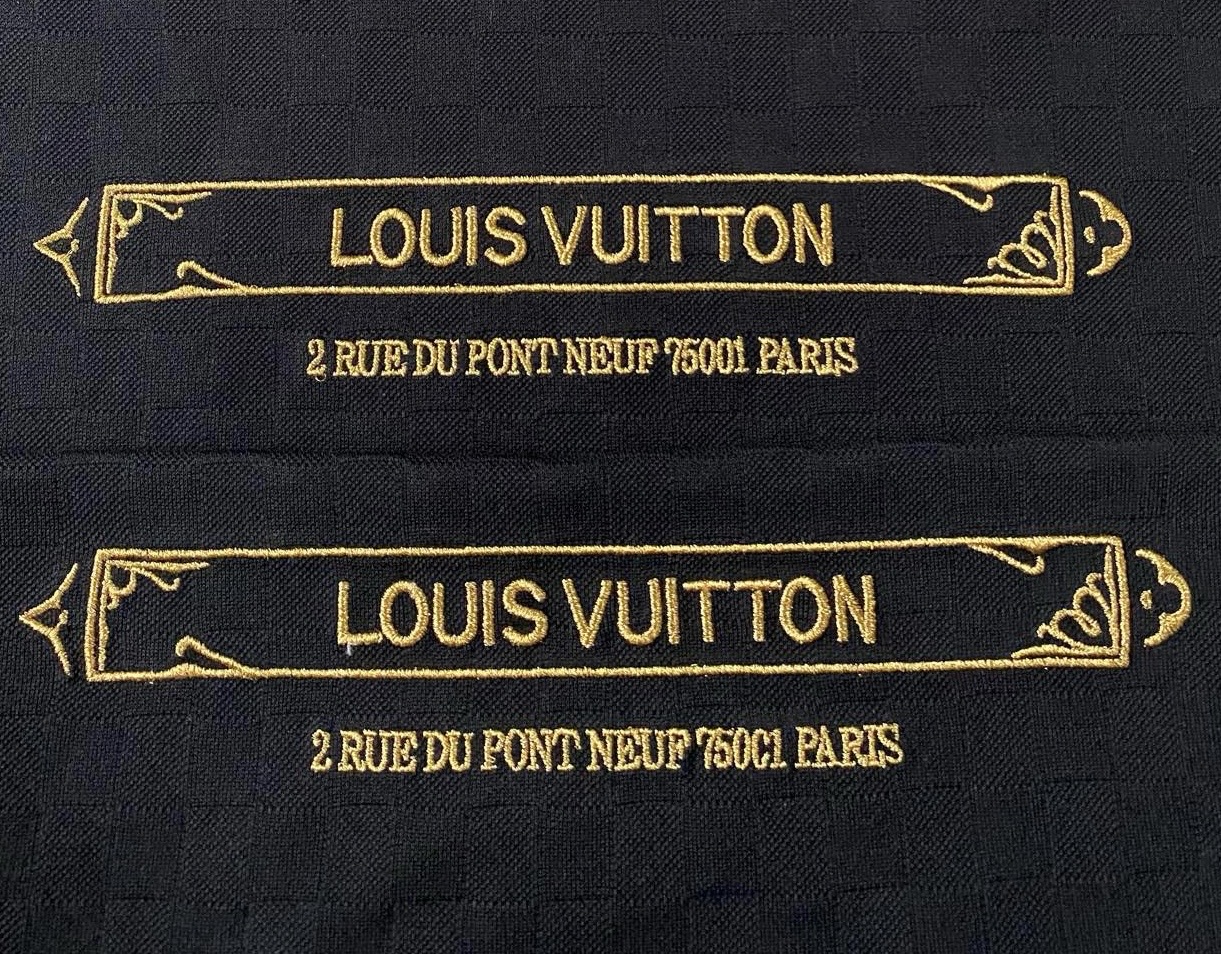 LOUIS VUITTON
2 RUE DU PONT NEUF 75001 PARIS
LOUIS VUITTON
2 RUE DU PONT NEUF 750C1 PARIS